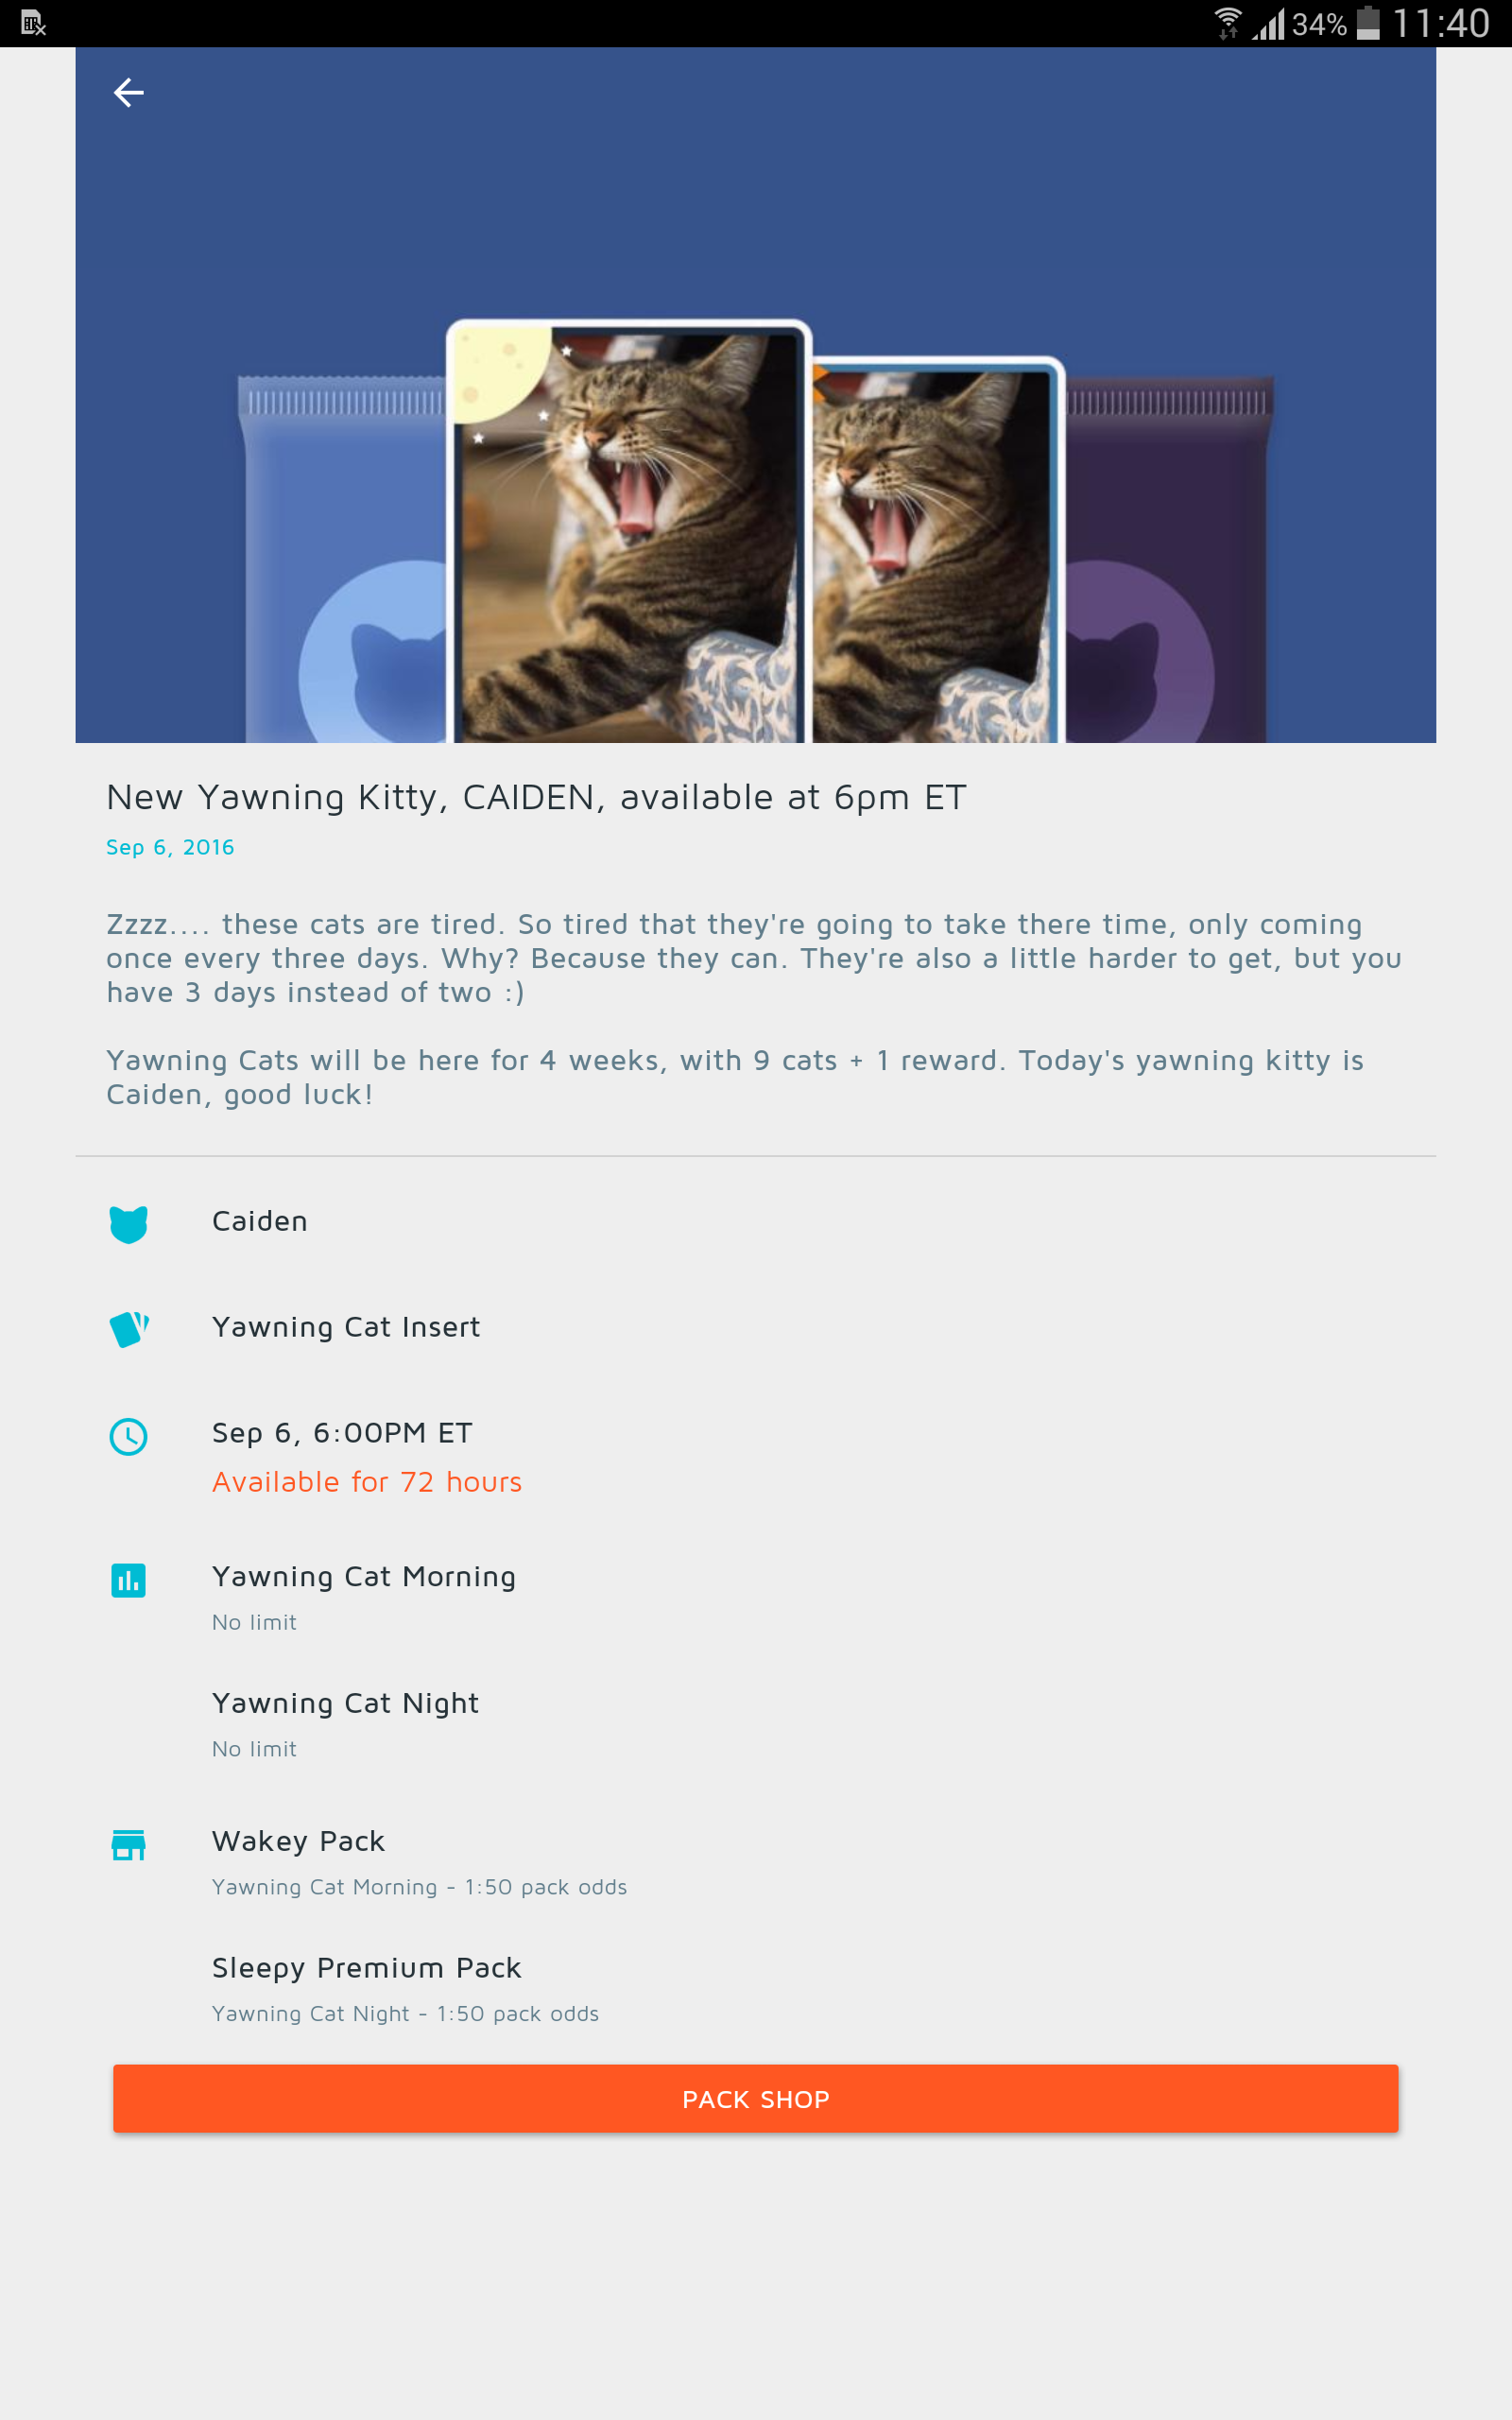 34% 11:40
New Yawning Kitty, CAIDEN, available at 6pm ET
Sep 6, 2016
Zzzz.... these cats are tired. So tired that they're going to take there time, only coming
once every three days. Why? Because they can. They're also a little harder to get, but you
have 3 days instead of two :)
Yawning Cats will be here for 4 weeks, with 9 cats + 1 reward. Today's yawning kitty is
Caiden, good luck!
Caiden
Yawning Cat Insert
Sep 6, 6:00PM ET
Available for 72 hours
Yawning Cat Morning
No limit
Yawning Cat Night
No limit
Wakey Pack
Yawning Cat Morning - 1:50 pack odds
Sleepy Premium Pack
Yawning Cat Night - 1:50 pack odds
PACK SHOP